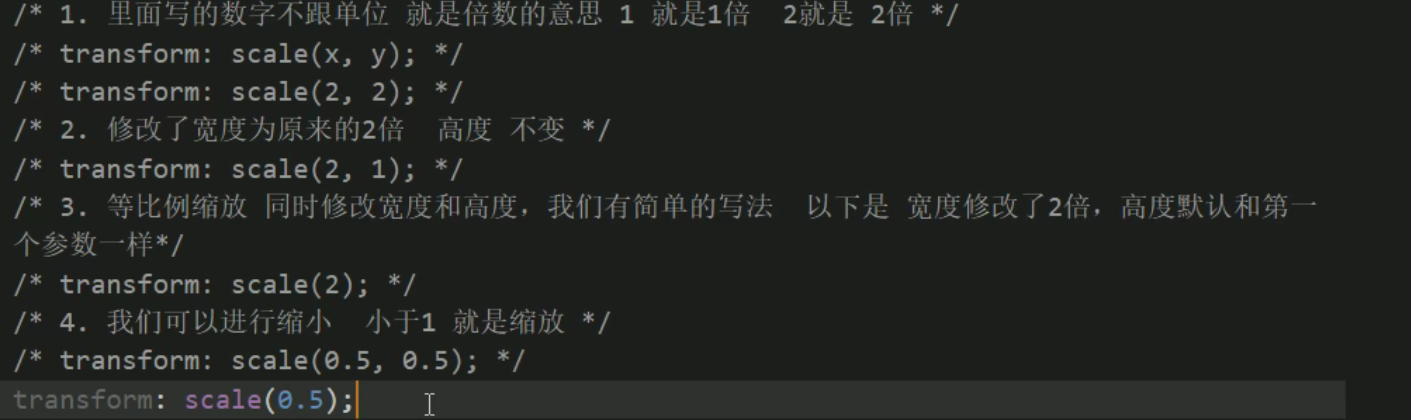 /* 1. 里面写的数字不跟单位 就是倍数的意思 1 就是1倍  2就是 2倍 */
/* transform: scale(x, y); */
/* transform: scale(2, 2); */
/* 2. 修改了宽度为原来的2倍  高度 不变 */
/* transform: scale(2, 1); */
/* 3. 等比例缩放 同时修改宽度和高度，我们有简单的写法  以下是 宽度修改了2倍，高度默认和第一
个参数一样*/
/* transform: scale(2); */
/* 4. 我们可以进行缩小  小于1 就是缩放 */
/* transform: scale(0.5, 0.5); */
transform: scale(0.5);